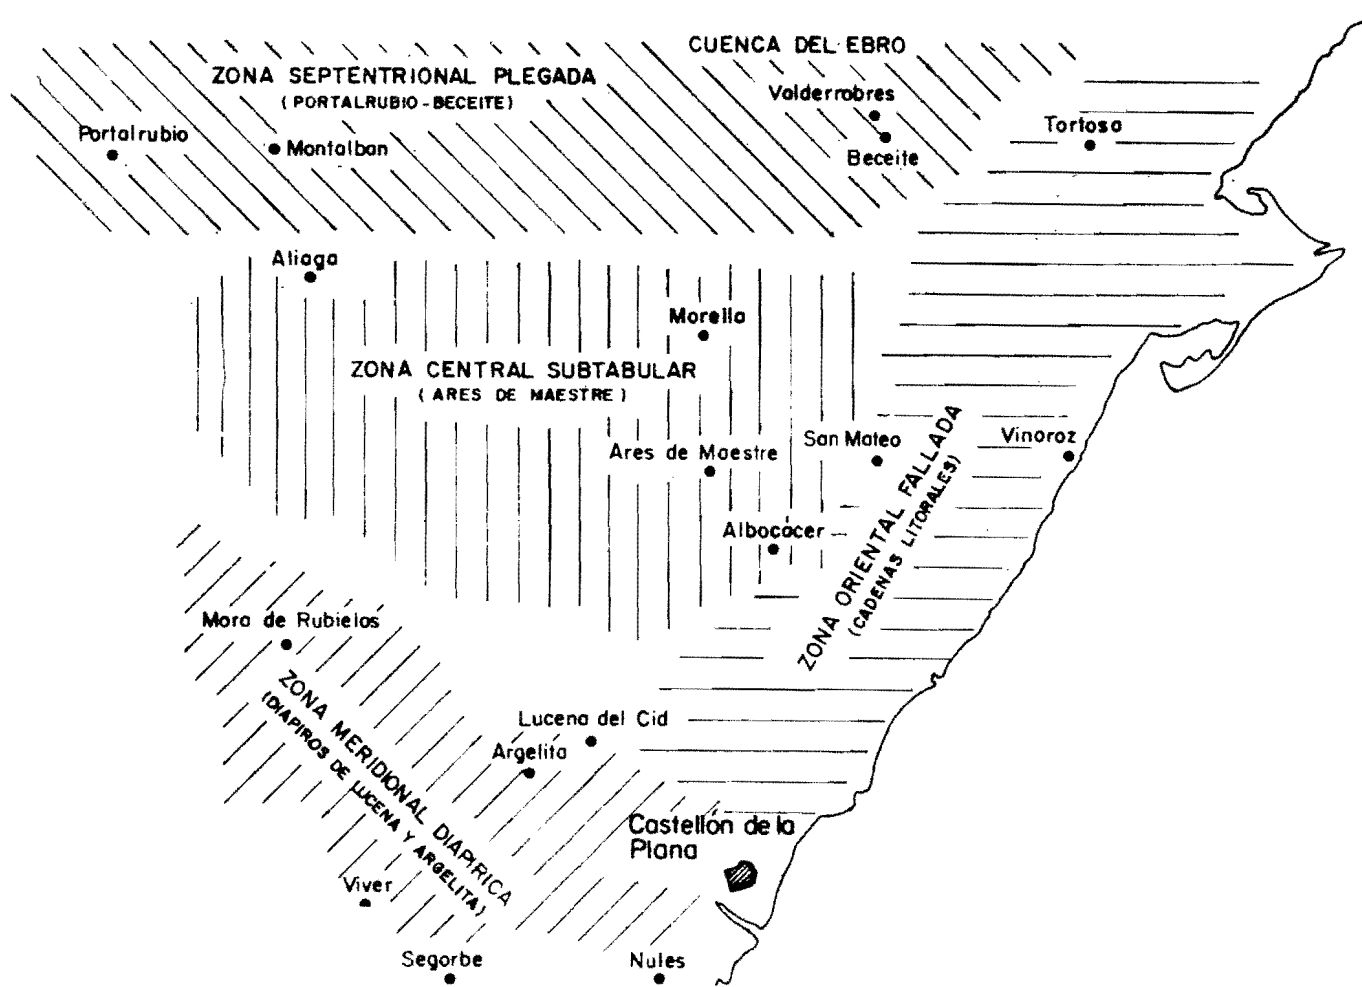 CUENCA DEL EBRO
ZONA SEPTENTRIONAL PLEGADA
(PORTALRUBIO-BECEITE)
Valderrobres
Portalrubio
Montalban
Beceite
Tortosa
Aliaga
Morella
ZONA CENTRAL SUBTABULAR
(ARES DE MAESTRE)
Ares de Maestre
San Mateo
Vinaroz
Albocacer
ZONA ORIENTAL FALLADA
(CADENAS LITORALES)
Mora de Rubielos
ZONA MERIDIONAL DIAPIRICA
(DIAPIROS DE LUCENA Y ARGELITA)
Lucena del Cid
Argelita
Castellón de la
Plana
Viver
Segorbe
Nules